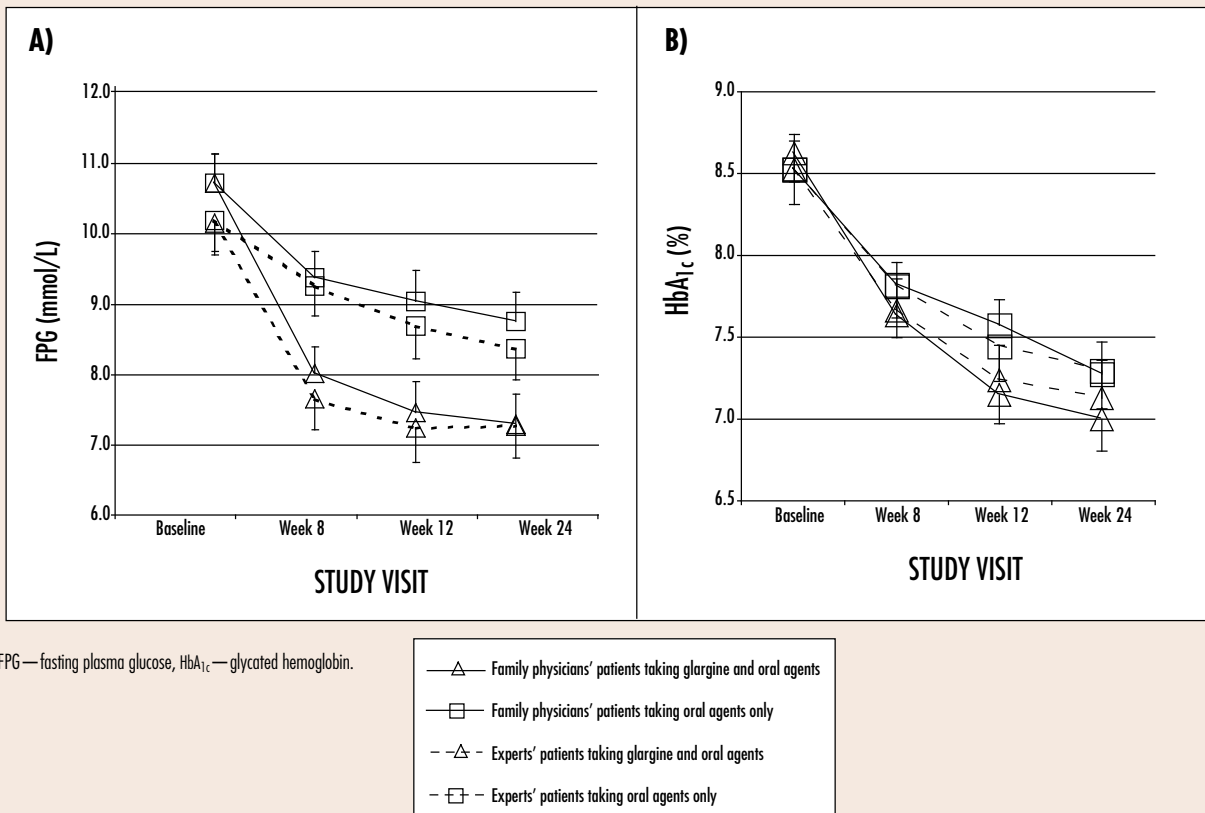 A)
12.0
11.0
10.0
9.0
8.0
7.0
6.0
FPG (mmol/L)
Baseline Week 8 Week 12 Week 24
STUDY VISIT
B)
9.0
8.5
8.0
7.5
7.0
6.5
HbA1c (%)
Baseline Week 8 Week 12 Week 24
STUDY VISIT
FPG—fasting plasma glucose, HbA1c—glycated hemoglobin.
Family physicians' patients taking glargine and oral agents
Family physicians' patients taking oral agents only
Experts' patients taking glargine and oral agents
Experts' patients taking oral agents only